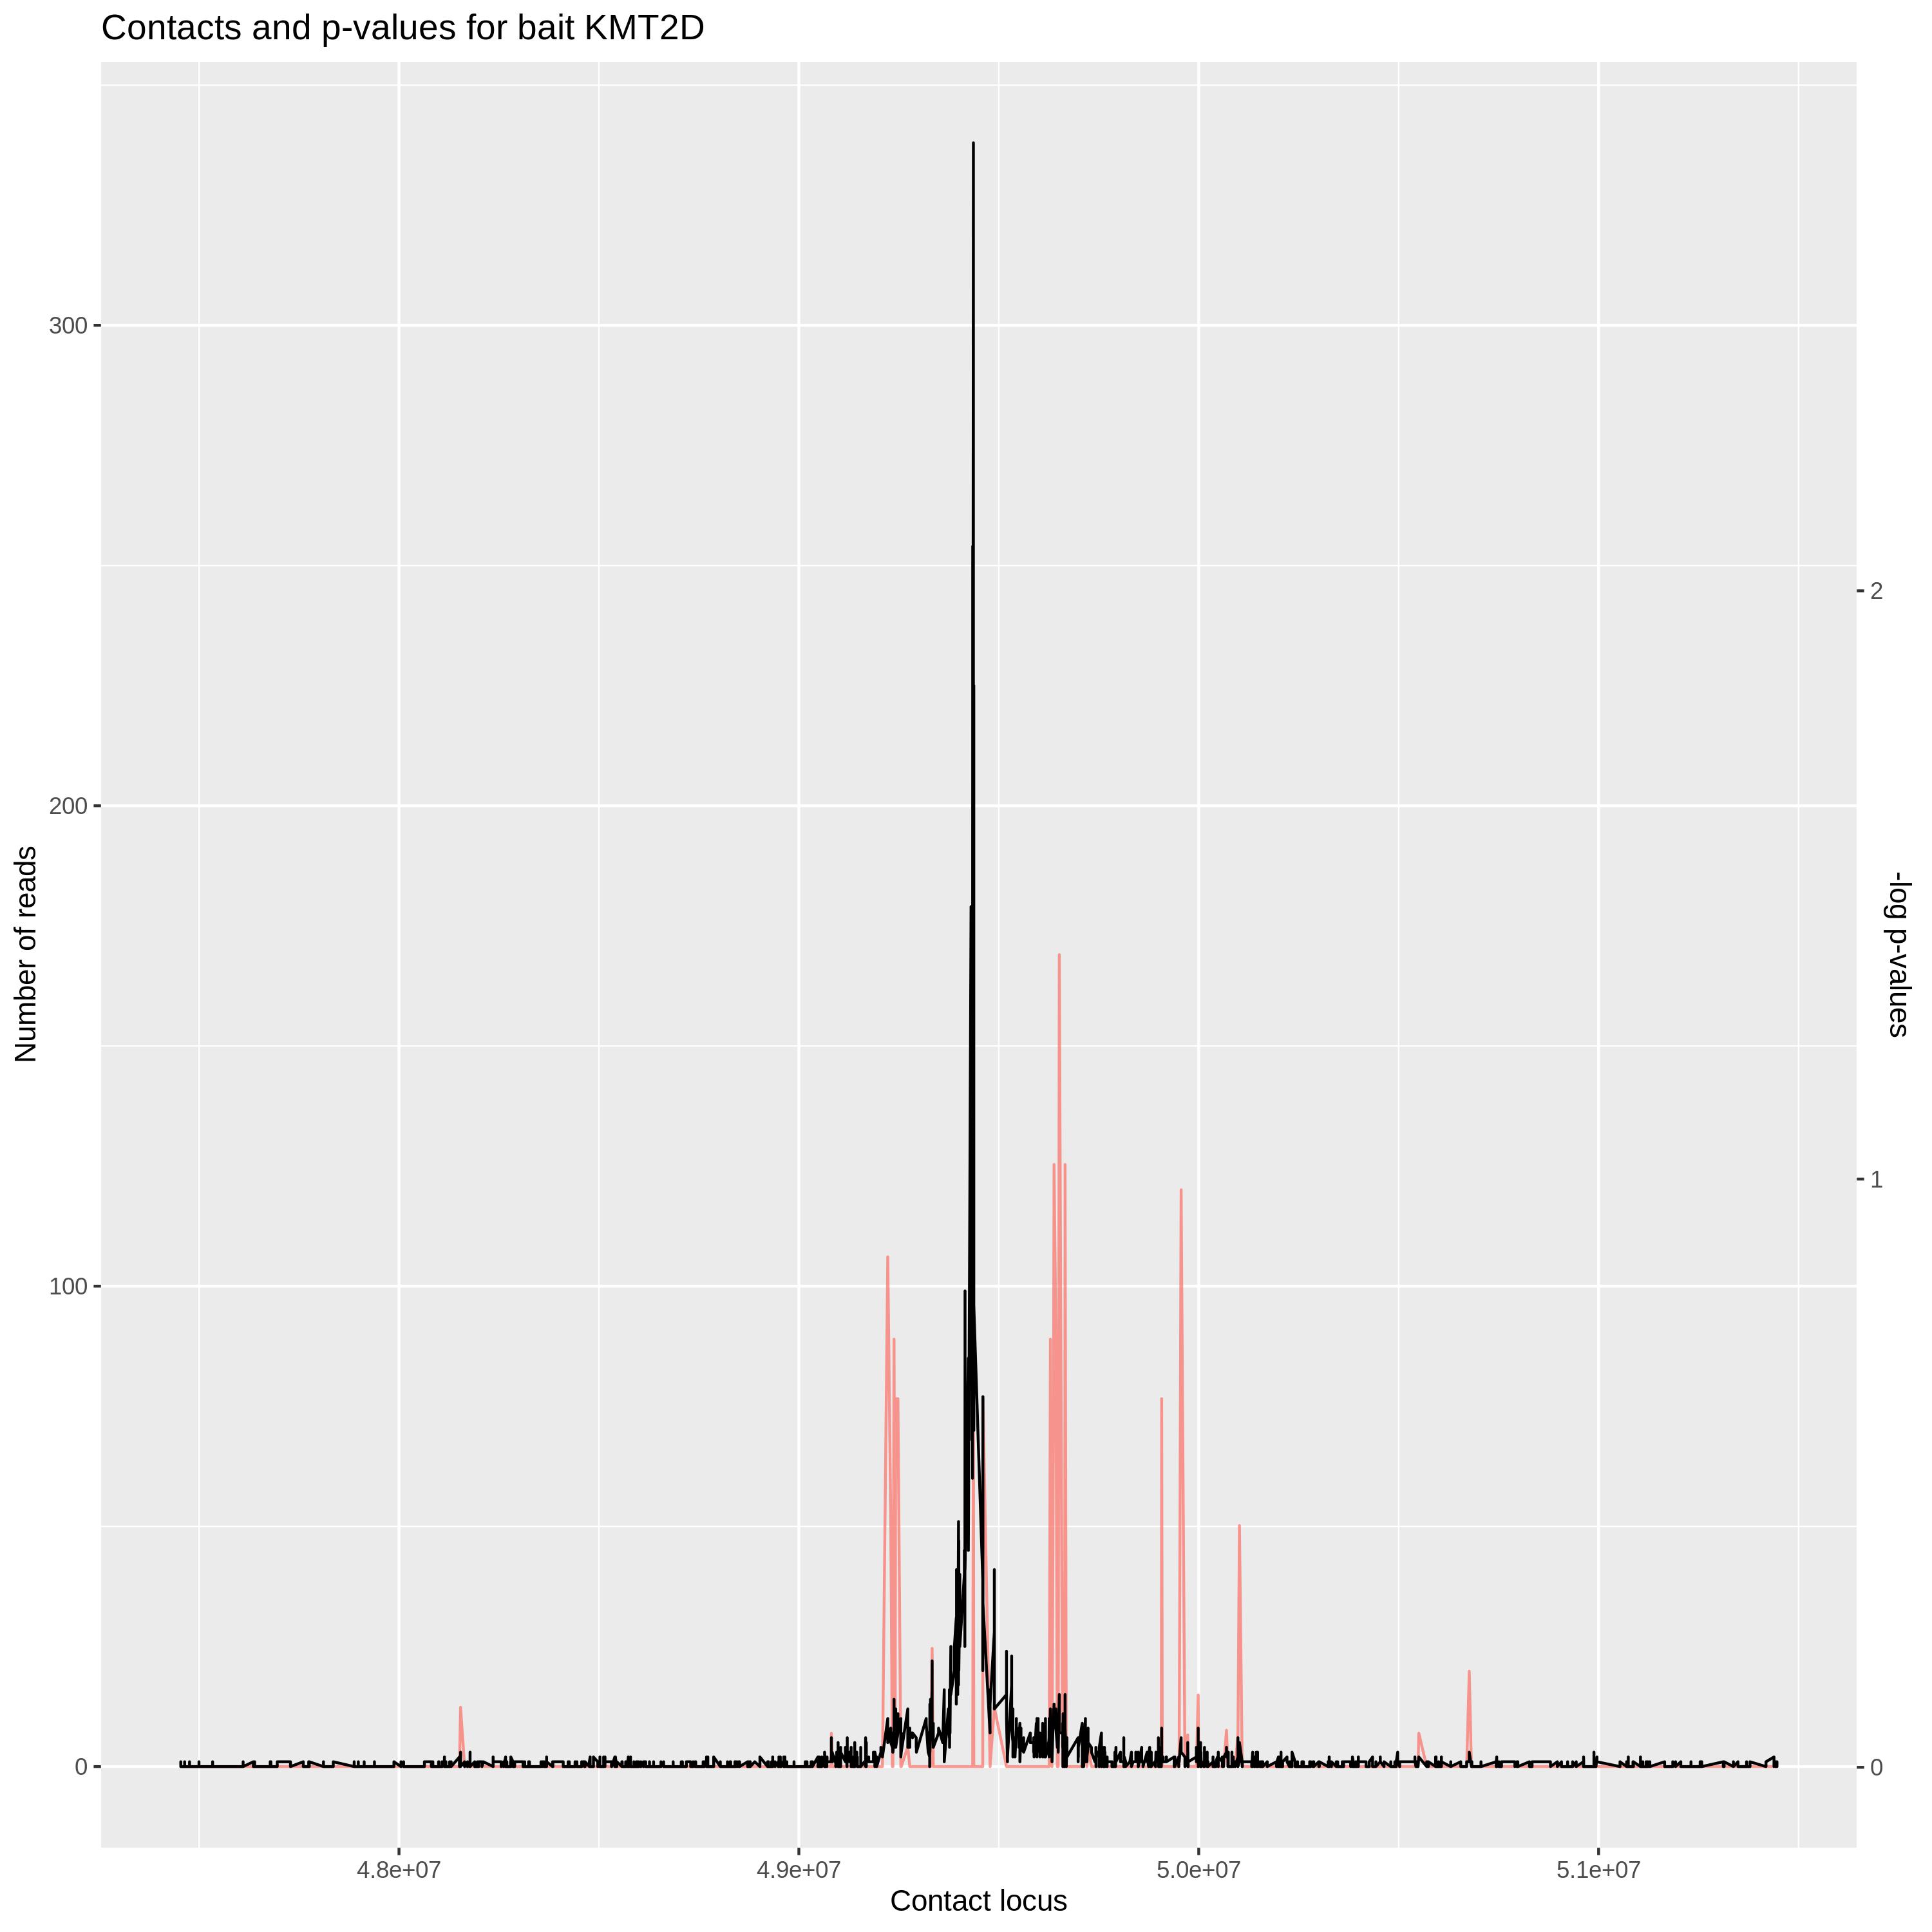 Contacts and p-values for bait KMT2D
Number of reads
300
200
100
0
-log p-values
2
1
0
4.8e+07
4.9e+07
5.0e+07
5.1e+07
Contact locus